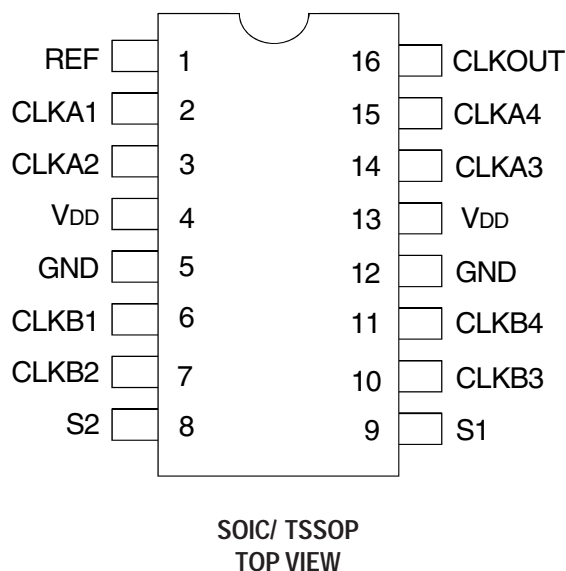 REF 1 16 CLKOUT
CLKA1 2 15 CLKA4
CLKA2 3 14 CLKA3
VDD 4 13 VDD
GND 5 12 GND
CLKB1 6 11 CLKB4
CLKB2 7 10 CLKB3
S2 8 9 S1
SOIC/ TSSOP
TOP VIEW